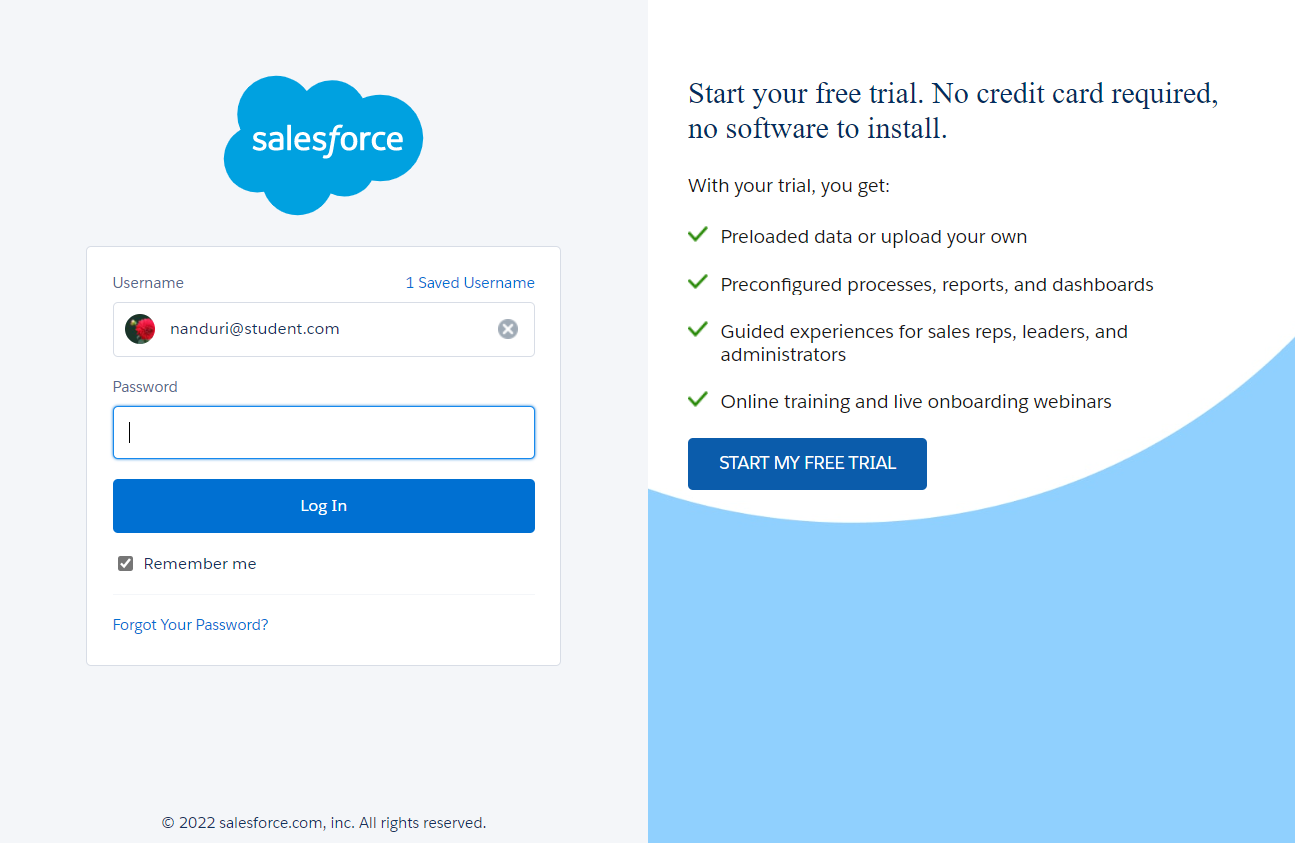 salesforce
Username
1 Saved Username
nanduri@student.com
Password
Log In
Remember me
Forgot Your Password?
© 2022 salesforce.com, inc. All rights reserved.
Start your free trial. No credit card required,
no software to install.
With your trial, you get:
Preloaded data or upload your own
Preconfigured processes, reports, and dashboards
Guided experiences for sales reps, leaders, and
administrators
Online training and live onboarding webinars
START MY FREE TRIAL